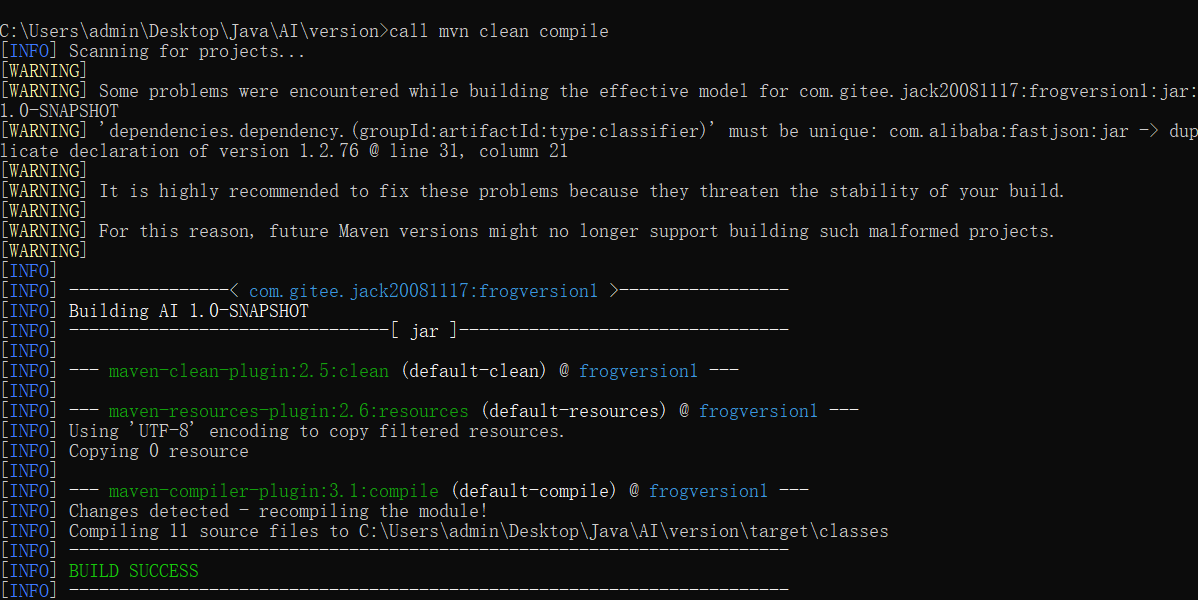 C:\Users\admin\Desktop\Java\AI\version>call mvn clean compile
[INFO] Scanning for projects...
[WARNING]
[WARNING] Some problems were encountered while building the effective model for com.gitee.jack20081117:frogversion1:jar:
1.0-SNAPSHOT
[WARNING] 'dependencies.dependency.(groupId:artifactId:type:classifier)' must be unique: com.alibaba:fastjson:jar -> dup
licate declaration of version 1.2.76 @ line 31, column 21
[WARNING]
[WARNING] It is highly recommended to fix these problems because they threaten the stability of your build.
[WARNING]
[WARNING] For this reason, future Maven versions might no longer support building such malformed projects.
[WARNING]
[INFO]
[INFO] ----------------< com.gitee.jack20081117:frogversion1 >-----------------
[INFO] Building AI 1.0-SNAPSHOT
[INFO] --------------------------------[ jar ]---------------------------------
[INFO]
[INFO] --- maven-clean-plugin:2.5:clean (default-clean) @ frogversion1 ---
[INFO]
[INFO] --- maven-resources-plugin:2.6:resources (default-resources) @ frogversion1 ---
[INFO] Using 'UTF-8' encoding to copy filtered resources.
[INFO] Copying 0 resource
[INFO]
[INFO] --- maven-compiler-plugin:3.1:compile (default-compile) @ frogversion1 ---
[INFO] Changes detected - recompiling the module!
[INFO] Compiling 11 source files to C:\Users\admin\Desktop\Java\AI\version\target\classes
[INFO] ------------------------------------------------------------------------
[INFO] BUILD SUCCESS
[INFO] ------------------------------------------------------------------------